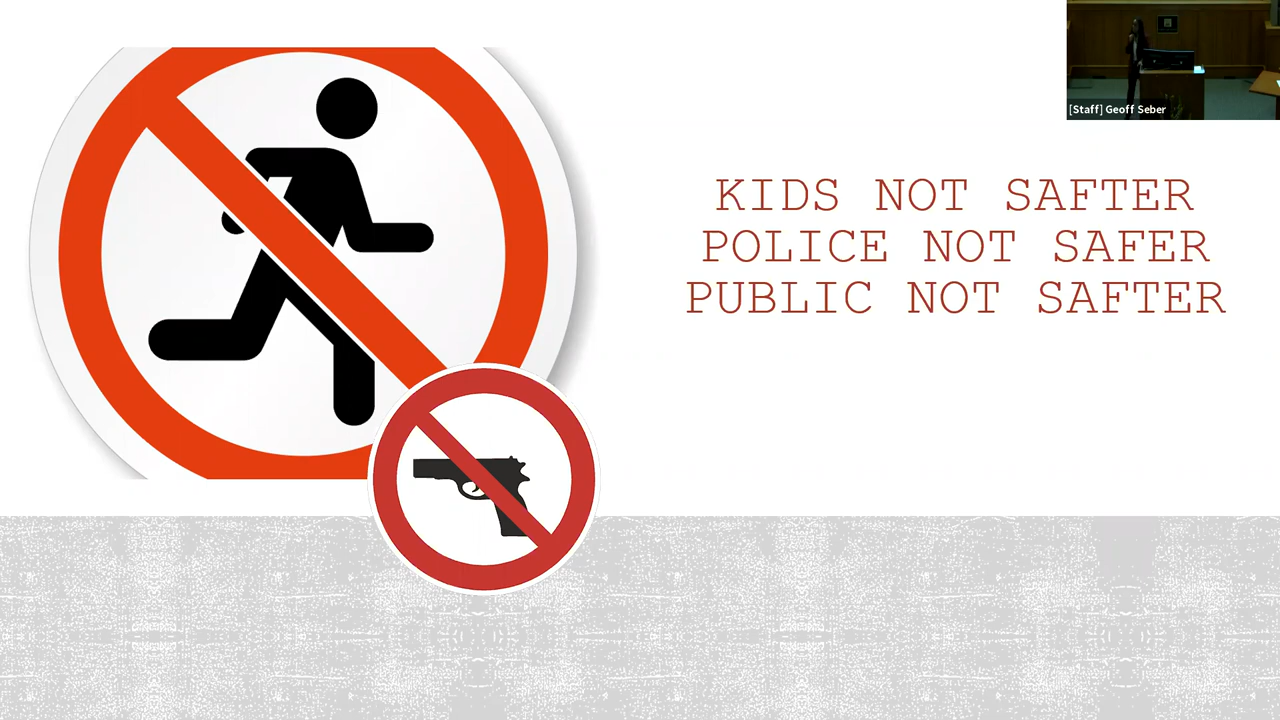 [Staff] Geoff Seber
KIDS NOT SAFTER
POLICE NOT SAFER
PUBLIC NOT SAFTER